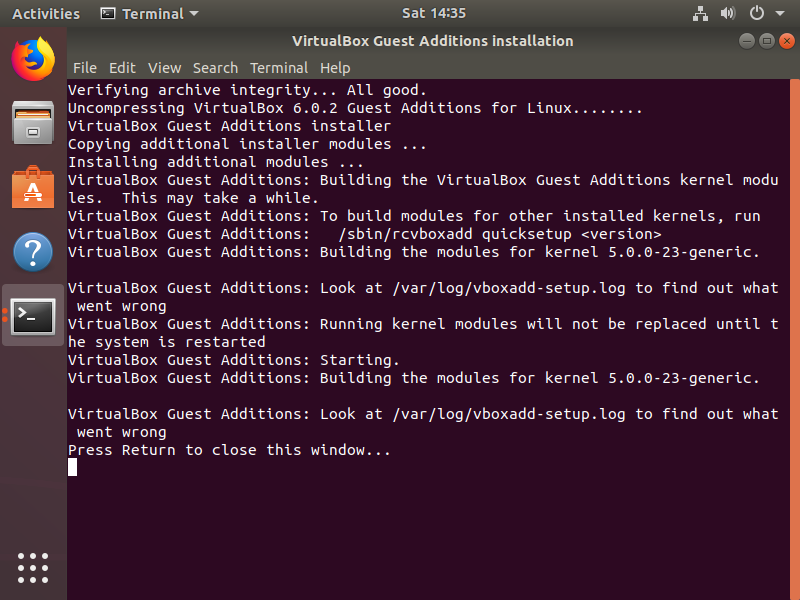 Activities Terminal Sat 14:35
VirtualBox Guest Additions installation
File Edit View Search Terminal Help
Verifying archive integrity... All good.
Uncompressing VirtualBox 6.0.2 Guest Additions for Linux........
VirtualBox Guest Additions installer
Copying additional installer modules ...
Installing additional modules ...
VirtualBox Guest Additions: Building the VirtualBox Guest Additions kernel modu
les.  This may take a while.
VirtualBox Guest Additions: To build modules for other installed kernels, run
VirtualBox Guest Additions:   /sbin/rcvboxadd quicksetup <version>
VirtualBox Guest Additions: Building the modules for kernel 5.0.0-23-generic.

VirtualBox Guest Additions: Look at /var/log/vboxadd-setup.log to find out what
 went wrong
VirtualBox Guest Additions: Running kernel modules will not be replaced until t
he system is restarted
VirtualBox Guest Additions: Starting.
VirtualBox Guest Additions: Building the modules for kernel 5.0.0-23-generic.

VirtualBox Guest Additions: Look at /var/log/vboxadd-setup.log to find out what
 went wrong
Press Return to close this window...